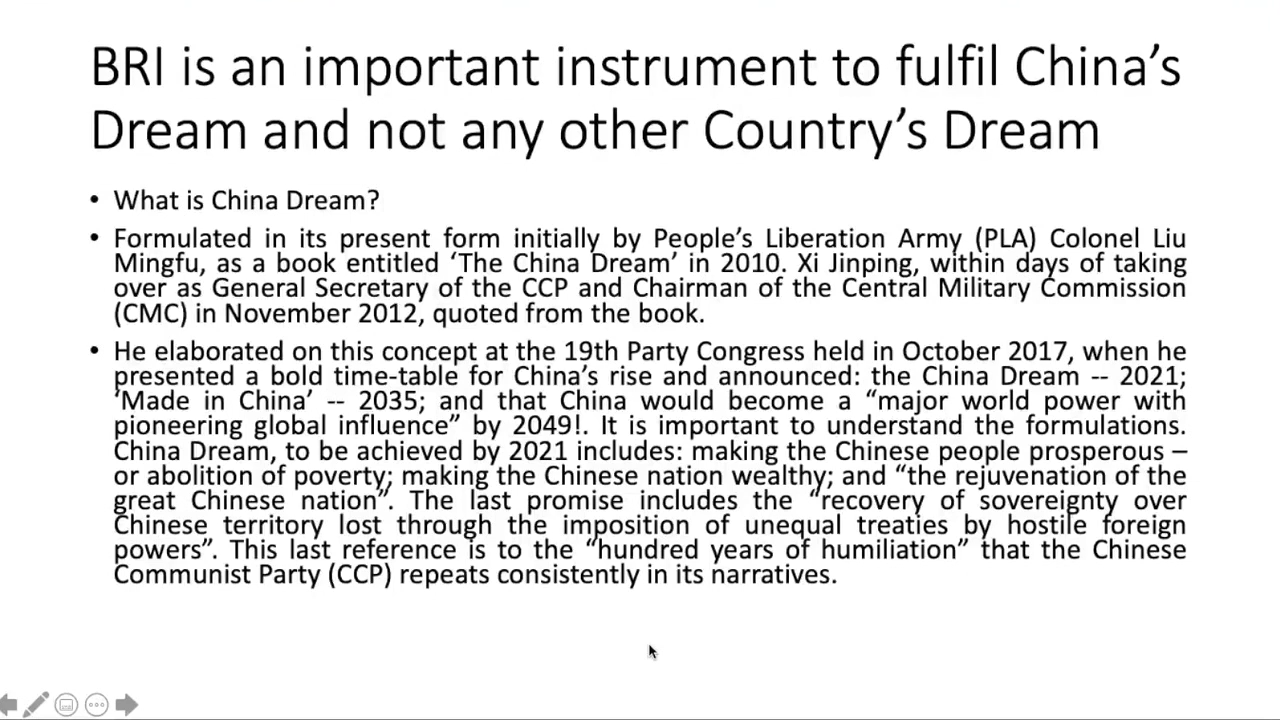 BRI is an important instrument to fulfil China’s
Dream and not any other Country’s Dream
• What is China Dream?
• Formulated in its present form initially by People’s Liberation Army (PLA) Colonel Liu
Mingfu, as a book entitled ‘The China Dream’ in 2010. Xi Jinping, within days of taking
over as General Secretary of the CCP and Chairman of the Central Military Commission
(CMC) in November 2012, quoted from the book.
• He elaborated on this concept at the 19th Party Congress held in October 2017, when he
presented a bold time-table for China’s rise and announced: the China Dream -- 2021;
‘Made in China’ -- 2035; and that China would become a “major world power with
pioneering global influence” by 2049!. It is important to understand the formulations.
China Dream, to be achieved by 2021 includes: making the Chinese people prosperous –
or abolition of poverty; making the Chinese nation wealthy; and “the rejuvenation of the
great Chinese nation”. The last promise includes the “recovery of sovereignty over
Chinese territory lost through the imposition of unequal treaties by hostile foreign
powers”. This last reference is to the “hundred years of humiliation” that the Chinese
Communist Party (CCP) repeats consistently in its narratives.